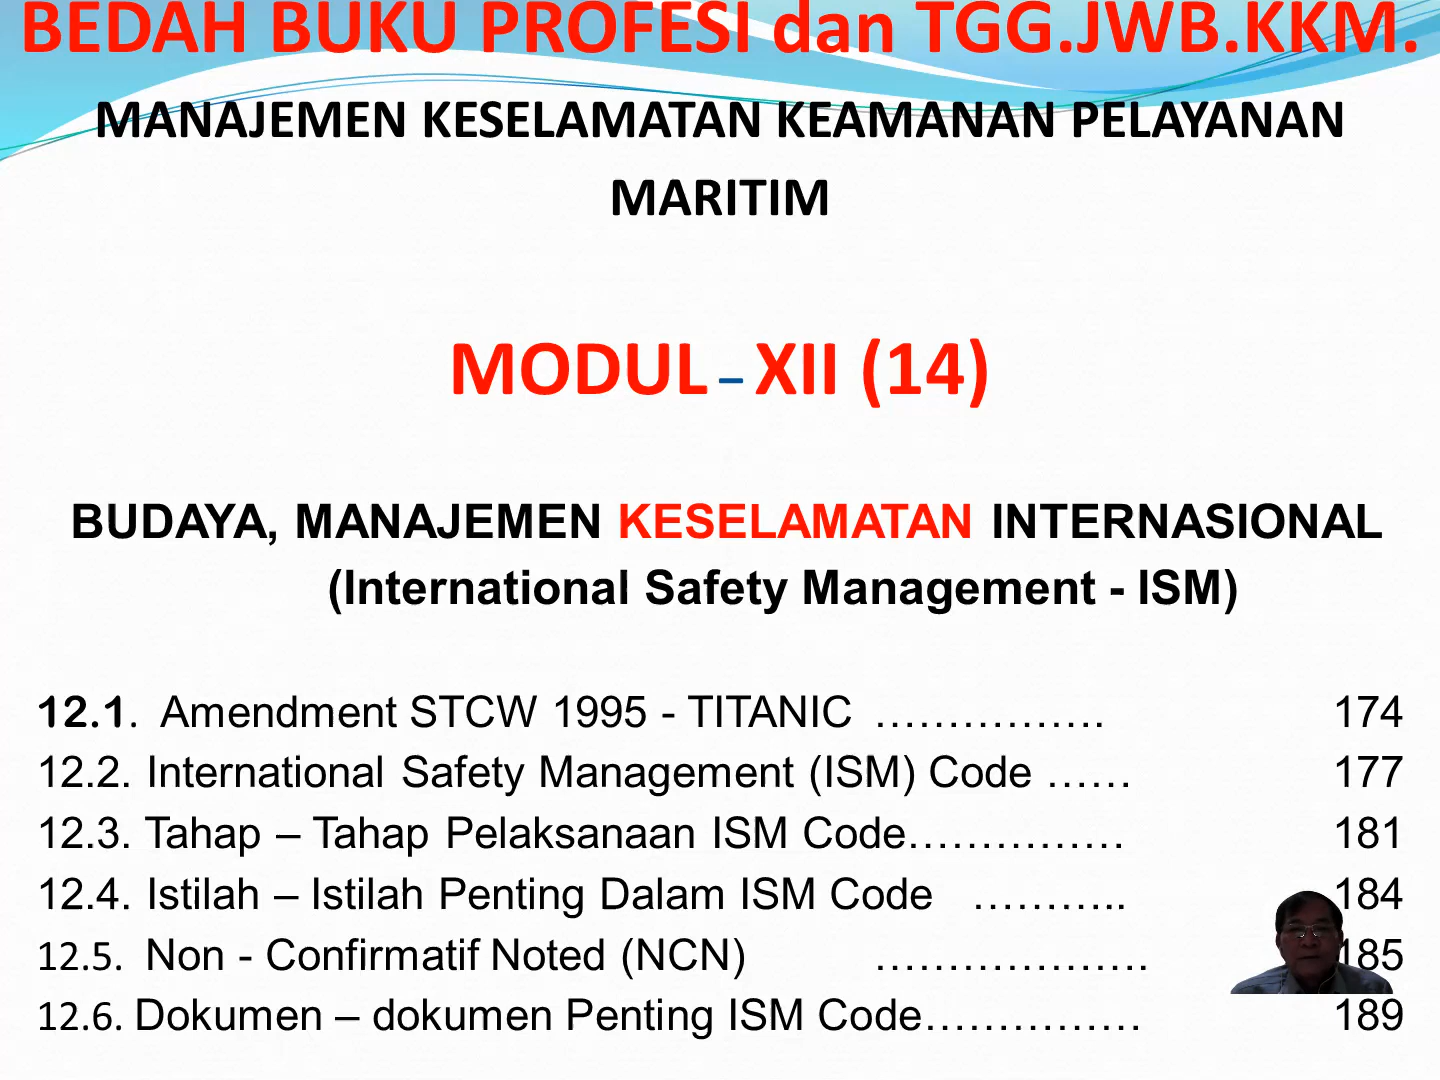 BEDAH BUKU PROFESI dan TGG.JWB.KKM.
MANAJEMEN KESELAMATAN KEAMANAN PELAYANAN
MARITIM
MODUL – XII (14)
BUDAYA, MANAJEMEN KESELAMATAN INTERNASIONAL
(International Safety Management - ISM)
12.1. Amendment STCW 1995 - TITANIC ……………. 174
12.2. International Safety Management (ISM) Code …… 177
12.3. Tahap – Tahap Pelaksanaan ISM Code…………… 181
12.4. Istilah – Istilah Penting Dalam ISM Code ……….. 184
12.5. Non - Confirmatif Noted (NCN) ………………. 185
12.6. Dokumen – dokumen Penting ISM Code…………… 189